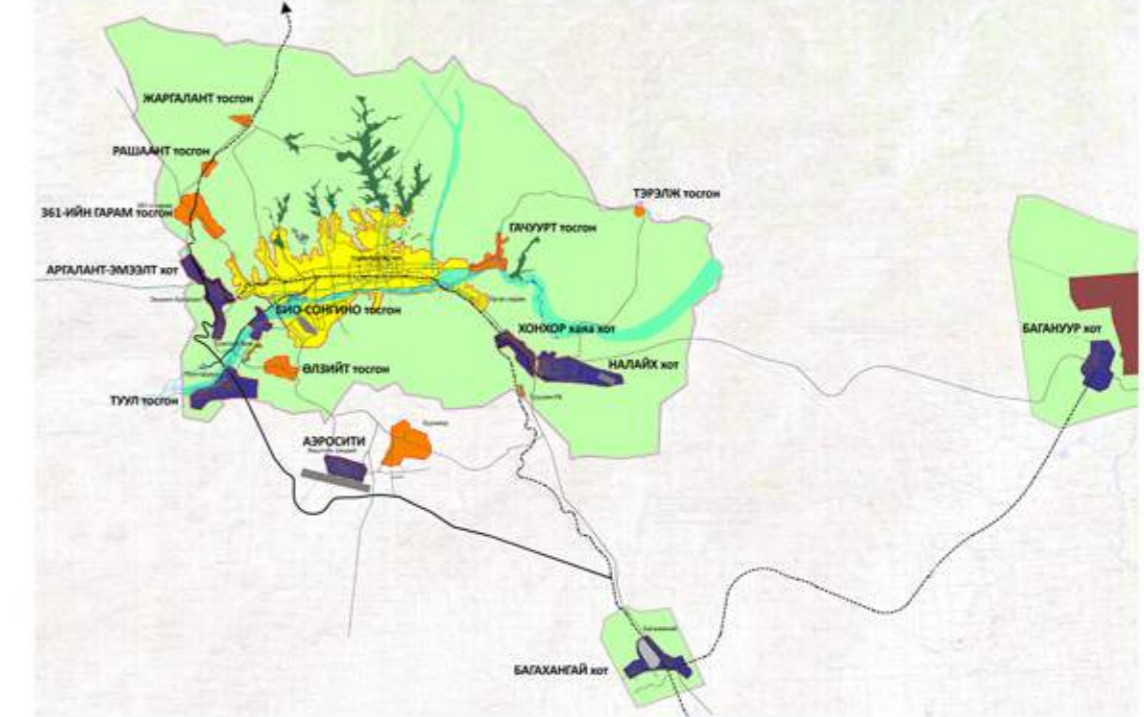 ЖАРГАЛАНТ тосгон
РАШААНТ тосгон
ТЭРЭЛЖ тосгон
361-ИЙН ГАРАМ тосгон
ГАЧУУРТ тосгон
АРГАЛАНТ-ЭМЭЭЛТ хот
БИО-СОНГИНО тосгон
ХОНХОР хала хот
БАГАНУУР хот
НАЛАЙХ хот
ӨЛЗИЙТ тосгон
ТУУЛ тосгон
АЭРОСИТИ
БАГАХАНГАЙ хот